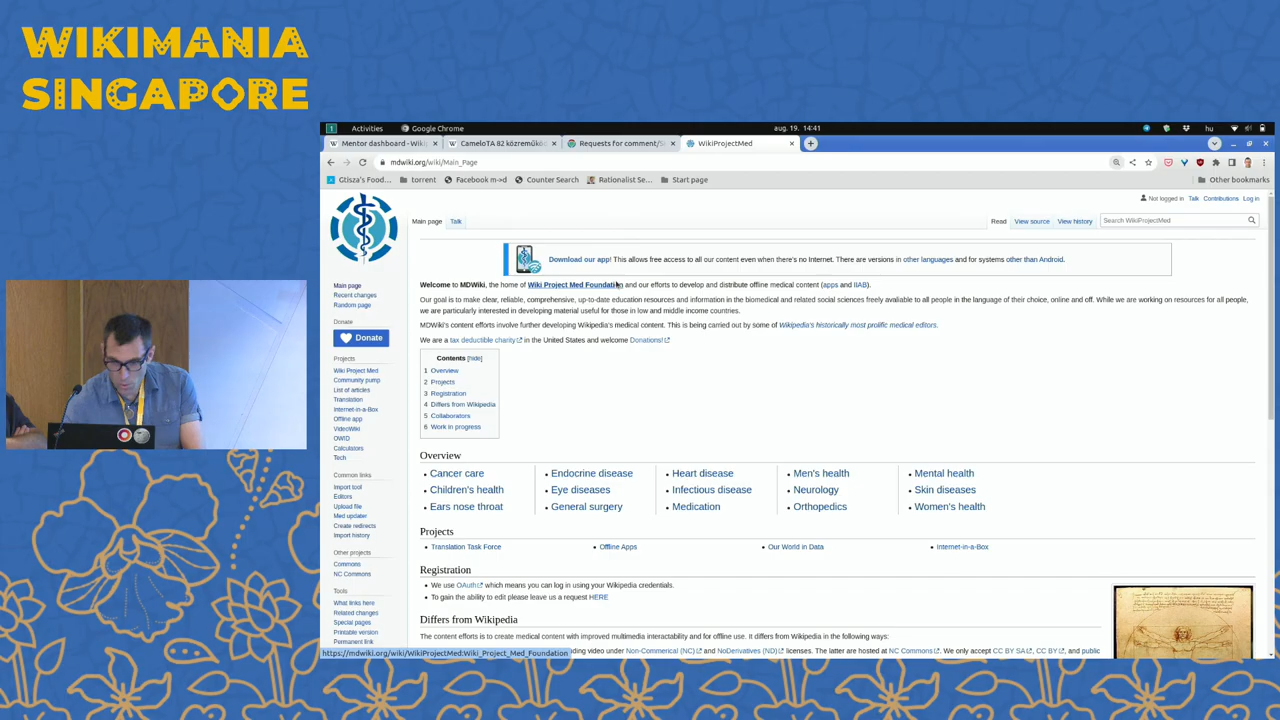 WIKIMANIA
SINGAPORE
1 Activities Google Chrome aug. 19. 14:41 hu
Mentor dashboard - Wiki CameloTA 82 közreműköd Requests for comment/S WikiProjectMed
mdwiki.org/wiki/Main_Page
Gtisza's Food... torrent Facebook m->d Counter Search Rationalist Se... Start page Other bookmarks
Not logged in Talk Contributions Log in
Main page Talk Read View source View history Search WikiProjectMed
Download our app! This allows free access to all our content even when there's no Internet. There are versions in other languages and for systems other than Android.
Welcome to MDWiki, the home of Wiki Project Med Foundation and our efforts to develop and distribute offline medical content (apps and IIAB).
Our goal is to make clear, reliable, comprehensive, up-to-date education resources and information in the biomedical and related social sciences freely avaliable to all people in the language of their choice, online and off. While we are working on resources for all people,
we are particularly interested in developing material useful for those in low and middle income countries.
MDWiki's content efforts involve further developing Wikipedia's medical content. This is being carried out by some of Wikipedia's historically most prolific medical editors.
We are a tax deductible charity in the United States and welcome Donations!
Contents [hide]
1 Overview
2 Projects
3 Registration
4 Differs from Wikipedia
5 Collaborators
6 Work in progress
Overview
Cancer care Endocrine disease Heart disease Men's health Mental health
Children's health Eye diseases Infectious disease Neurology Skin diseases
Ears nose throat General surgery Medication Orthopedics Women's health
Projects
Translation Task Force Offline Apps Our World in Data Internet-in-a-Box
Registration
We use OAuth which means you can log in using your Wikipedia credentials.
To gain the ability to edit please leave us a request HERE
Differs from Wikipedia
The content efforts is to create medical content with improved multimedia interactability and for offline use. It differs from Wikipedia in the following ways:
ding video under Non-Commerical (NC) and NoDerivatives (ND) licenses. The latter are hosted at NC Commons. We only accept CC BY SA, CC BY, and public
Main page
Recent changes
Random page
Donate
Donate
Projects
Wiki Project Med
Community pump
List of articles
Translation
Internet-in-a-Box
Offline app
VideoWiki
OWID
Calculators
Tech
Common links
Import tool
Editors
Upload file
Med updater
Create redirects
Import history
Other projects
Commons
NC Commons
Tools
What links here
Related changes
Special pages
Printable version
Permanent link
https://mdwiki.org/wiki/WikiProjectMed:Wiki_Project_Med_Foundation